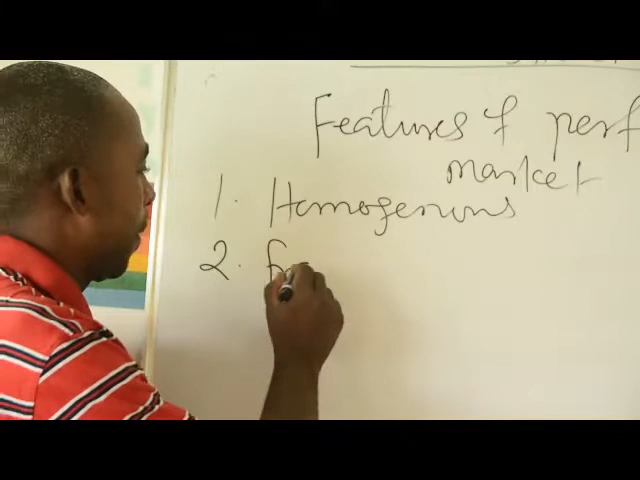 Features of perf
market
1. Homogenous
2. F